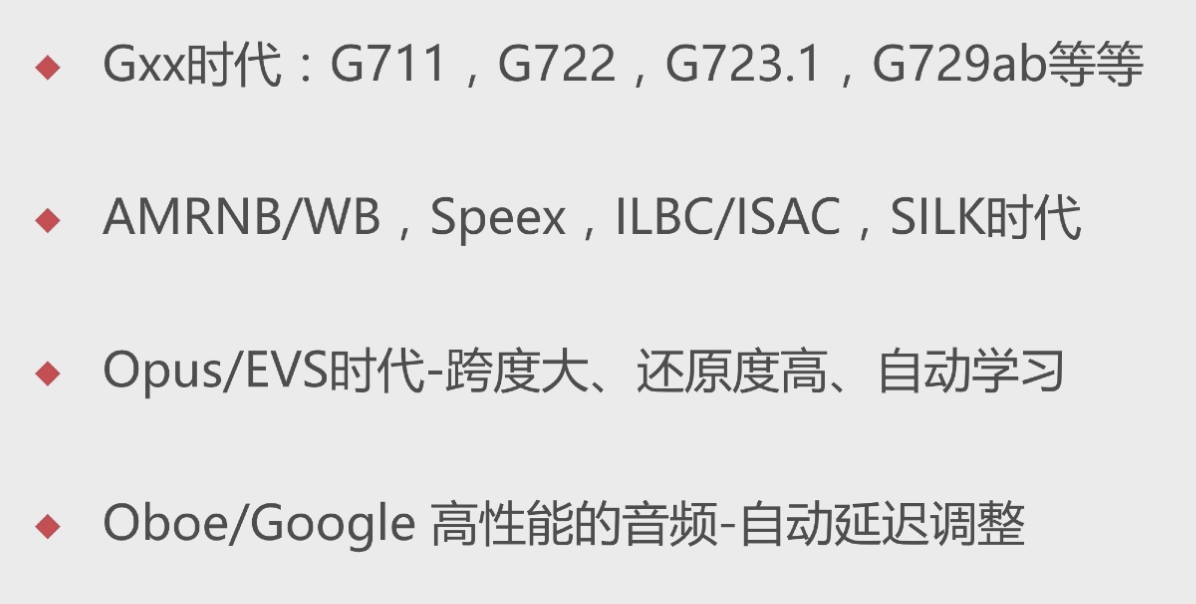 ◆ Gxx时代：G711，G722，G723.1，G729ab等等
◆ AMRNB/WB，Speex，ILBC/ISAC，SILK时代
◆ Opus/EVS时代-跨度大、还原度高、自动学习
◆ Oboe/Google 高性能的音频-自动延迟调整